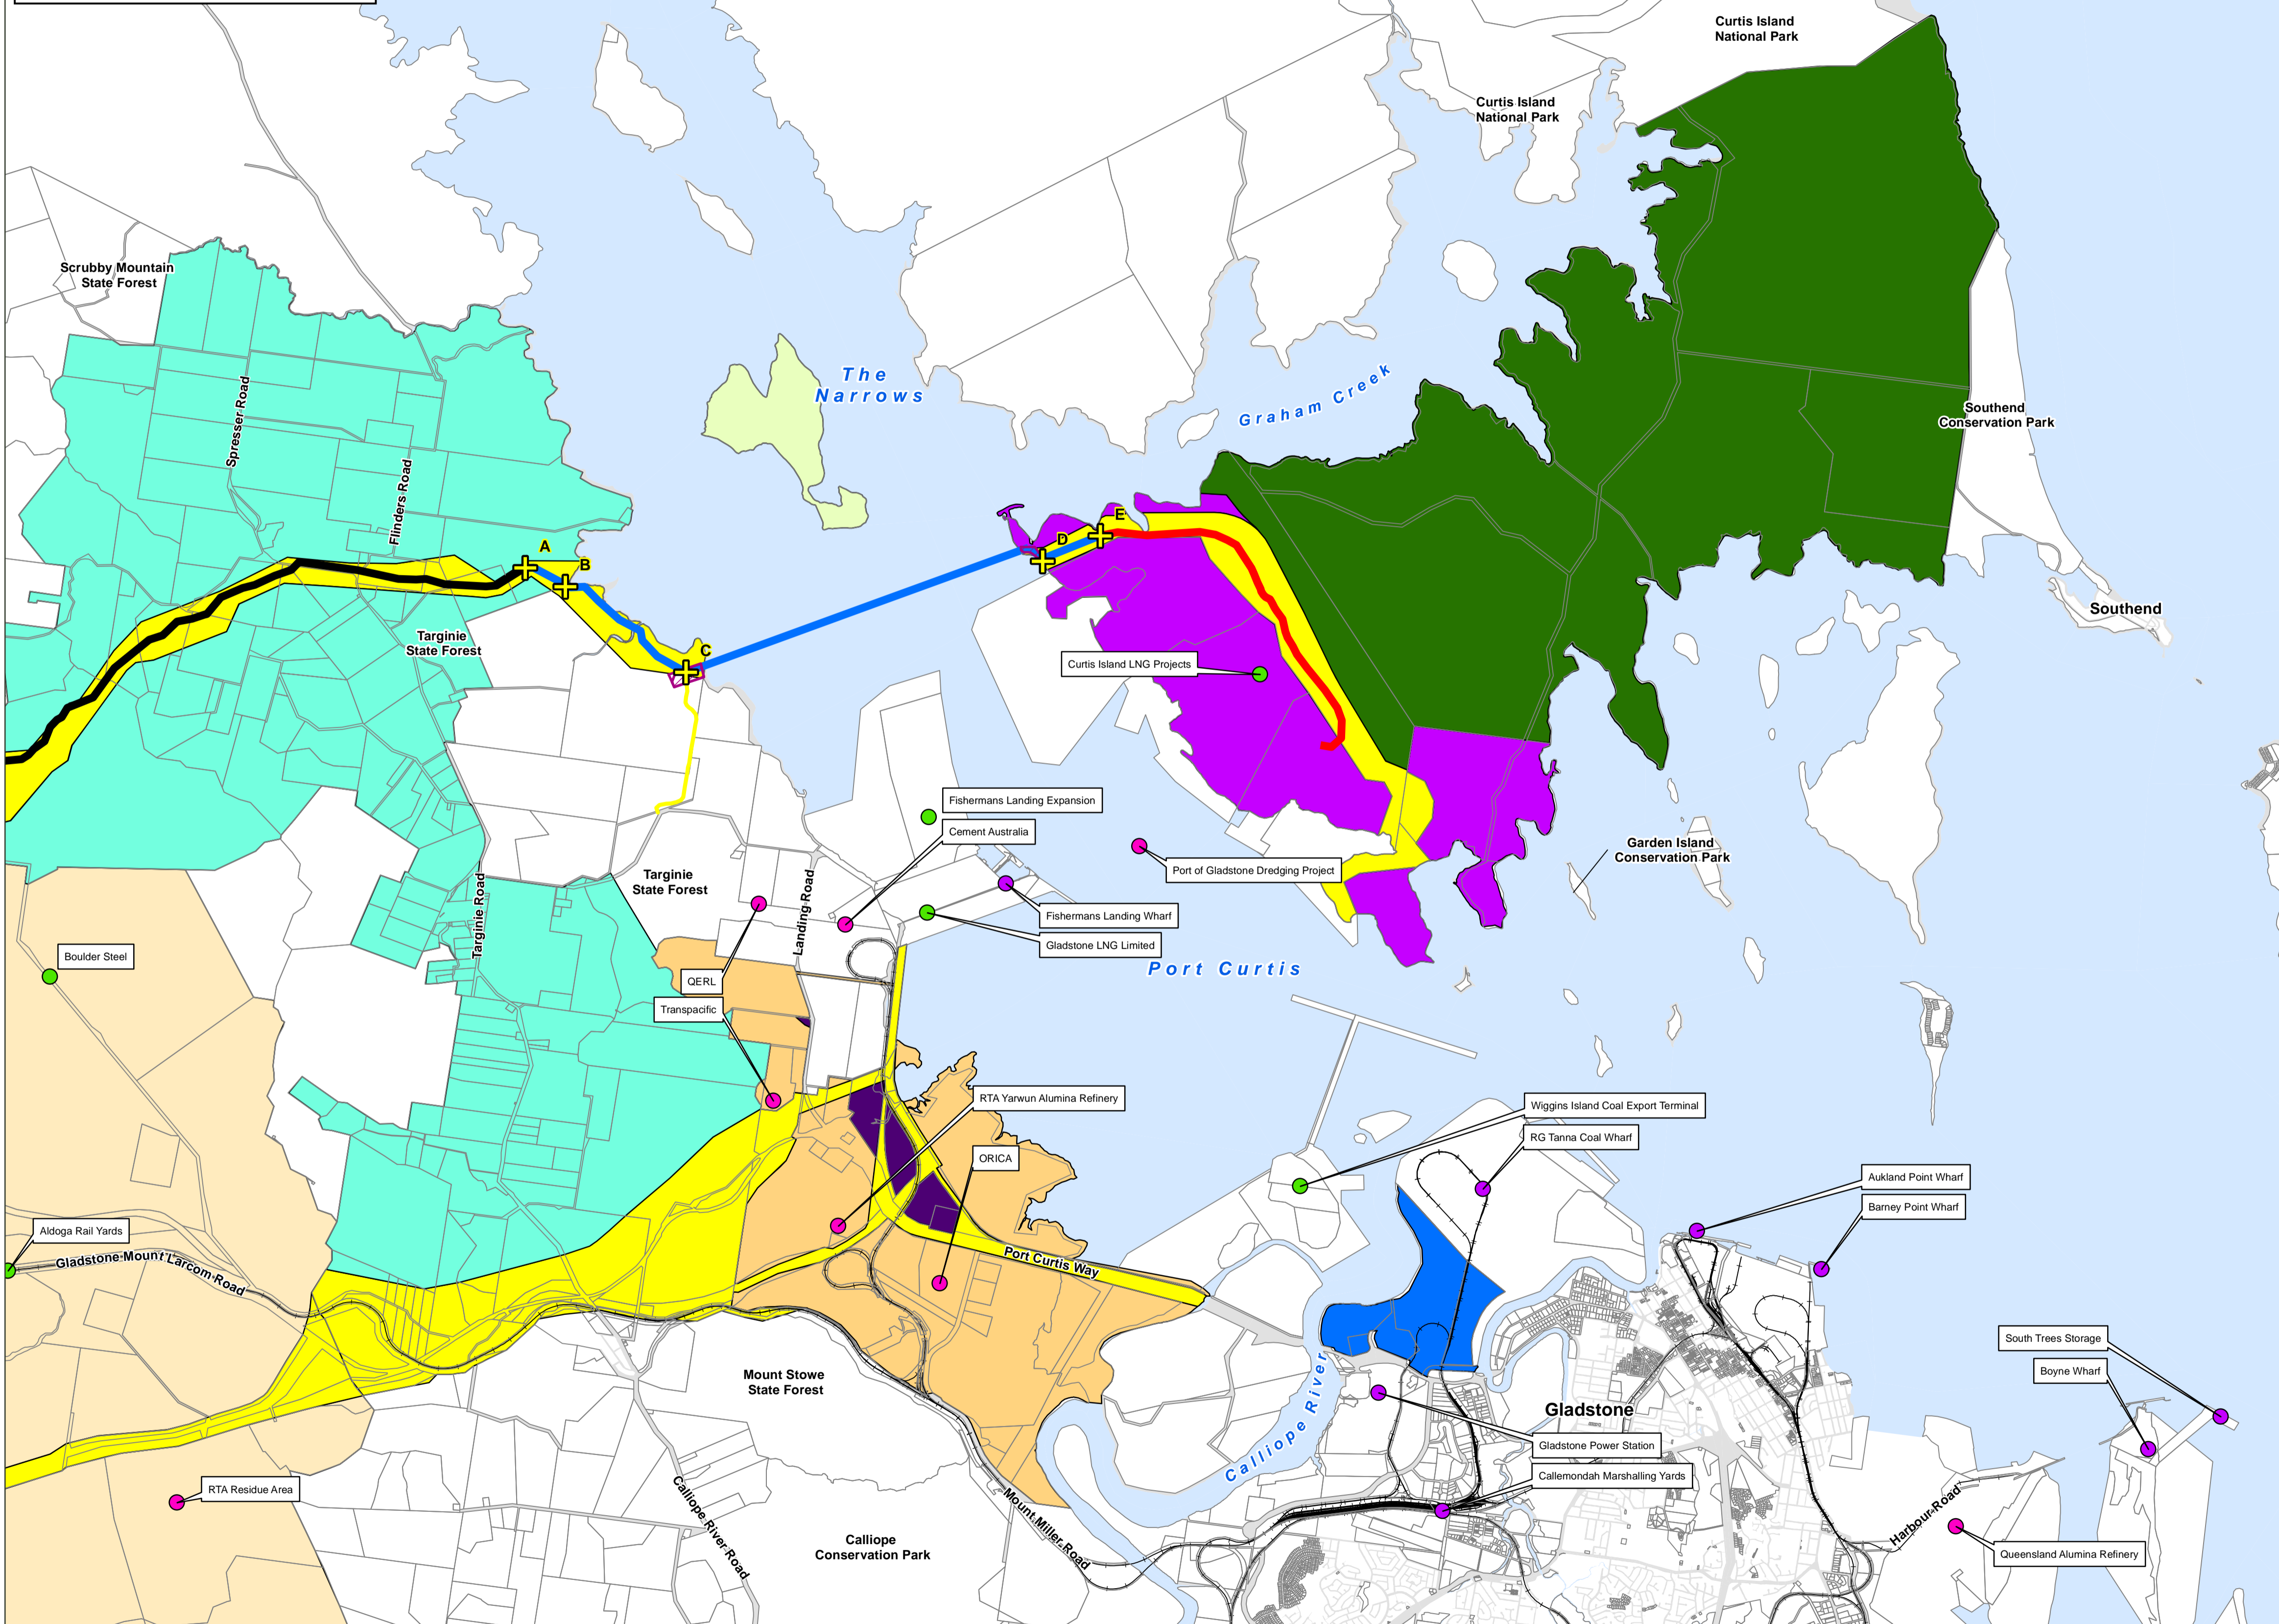 Curtis Island
National Park
Curtis Island
National Park
Scrubby Mountain
State Forest
The
Narrows
Graham Creek
Spresser Road
Flinders Road
Southend
Conservation Park
A
B
C
D
E
Southend
Targinie
State Forest
Curtis Island LNG Projects
Fishermans Landing Expansion
Cement Australia
Port of Gladstone Dredging Project
Garden Island
Conservation Park
Targinie
State Forest
Targinie Road
Landing Road
Fishermans Landing Wharf
Gladstone LNG Limited
Boulder Steel
QERL
Port Curtis
Transpacific
RTA Yarwun Alumina Refinery
Wiggins Island Coal Export Terminal
RG Tanna Coal Wharf
ORICA
Aukland Point Wharf
Barney Point Wharf
Aldoga Rail Yards
Gladstone Mount Larcom Road
Port Curtis Way
South Trees Storage
Boyne Wharf
Mount Stowe
State Forest
Calliope River
Gladstone
Gladstone Power Station
Callemondah Marshalling Yards
RTA Residue Area
Calliope River Road
Mount Miller Road
Calliope
Conservation Park
Harbour Road
Queensland Alumina Refinery